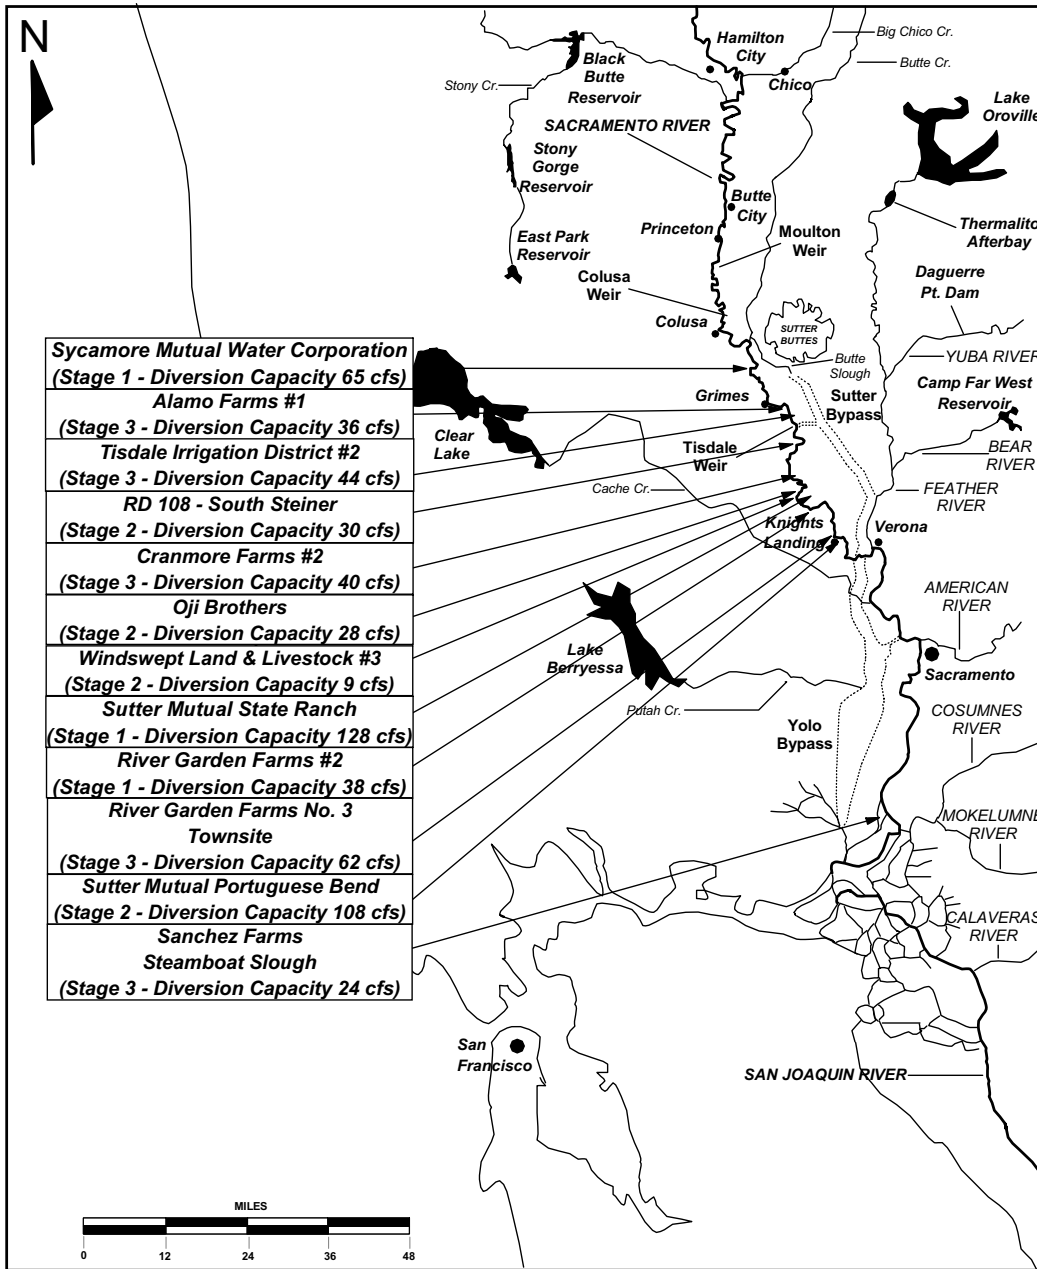 N
Hamilton
City
Big Chico Cr.
Butte Cr.
Black
Butte
Reservoir
Stony Cr.
Chico
Lake
Oroville
SACRAMENTO RIVER
Stony
Gorge
Reservoir
Butte
City
Princeton
Moulton
Weir
Thermalito
Afterbay
East Park
Reservoir
Colusa
Weir
Daguerre
Pt. Dam
Colusa
SUTTER
BUTTES
Butte
Slough
YUBA RIVER
Camp Far West
Reservoir
Grimes
Sutter
Bypass
Clear
Lake
Tisdale
Weir
BEAR
RIVER
Cache Cr.
FEATHER
RIVER
Knights
Landing
Verona
AMERICAN
RIVER
Lake
Berryessa
Sacramento
Putah Cr.
Yolo
Bypass
COSUMNES
RIVER
MOKELUMNE
RIVER
CALAVERAS
RIVER
San
Francisco
SAN JOAQUIN RIVER
Sycamore Mutual Water Corporation
(Stage 1 - Diversion Capacity 65 cfs)
Alamo Farms #1
(Stage 3 - Diversion Capacity 36 cfs)
Tisdale Irrigation District #2
(Stage 3 - Diversion Capacity 44 cfs)
RD 108 - South Steiner
(Stage 2 - Diversion Capacity 30 cfs)
Cranmore Farms #2
(Stage 3 - Diversion Capacity 40 cfs)
Oji Brothers
(Stage 2 - Diversion Capacity 28 cfs)
Windswept Land & Livestock #3
(Stage 2 - Diversion Capacity 9 cfs)
Sutter Mutual State Ranch
(Stage 1 - Diversion Capacity 128 cfs)
River Garden Farms #2
(Stage 1 - Diversion Capacity 38 cfs)
River Garden Farms No. 3
Townsite
(Stage 3 - Diversion Capacity 62 cfs)
Sutter Mutual Portuguese Bend
(Stage 2 - Diversion Capacity 108 cfs)
Sanchez Farms
Steamboat Slough
(Stage 3 - Diversion Capacity 24 cfs)
MILES
0 12 24 36 48